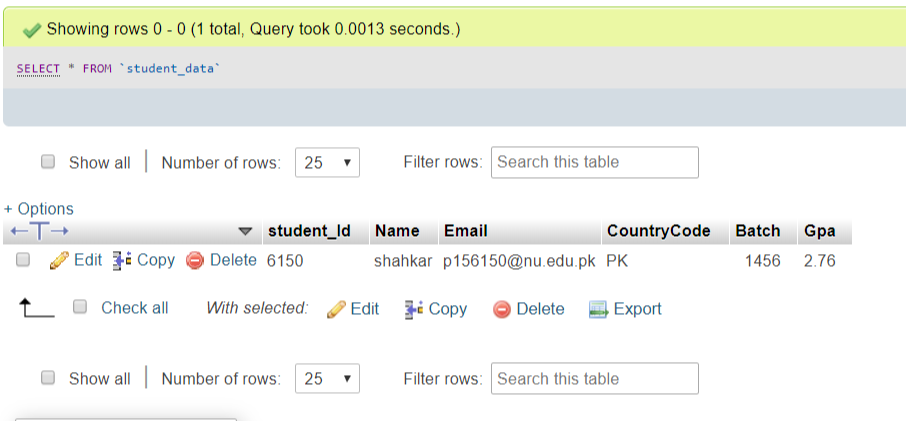 Showing rows 0 - 0 (1 total, Query took 0.0013 seconds.)
SELECT * FROM `student_data`
Show all Number of rows: 25 Filter rows: Search this table
+ Options
←T→ student_Id Name Email CountryCode Batch Gpa
Edit Copy Delete 6150 shahkar p156150@nu.edu.pk PK 1456 2.76
Check all With selected: Edit Copy Delete Export
Show all Number of rows: 25 Filter rows: Search this table